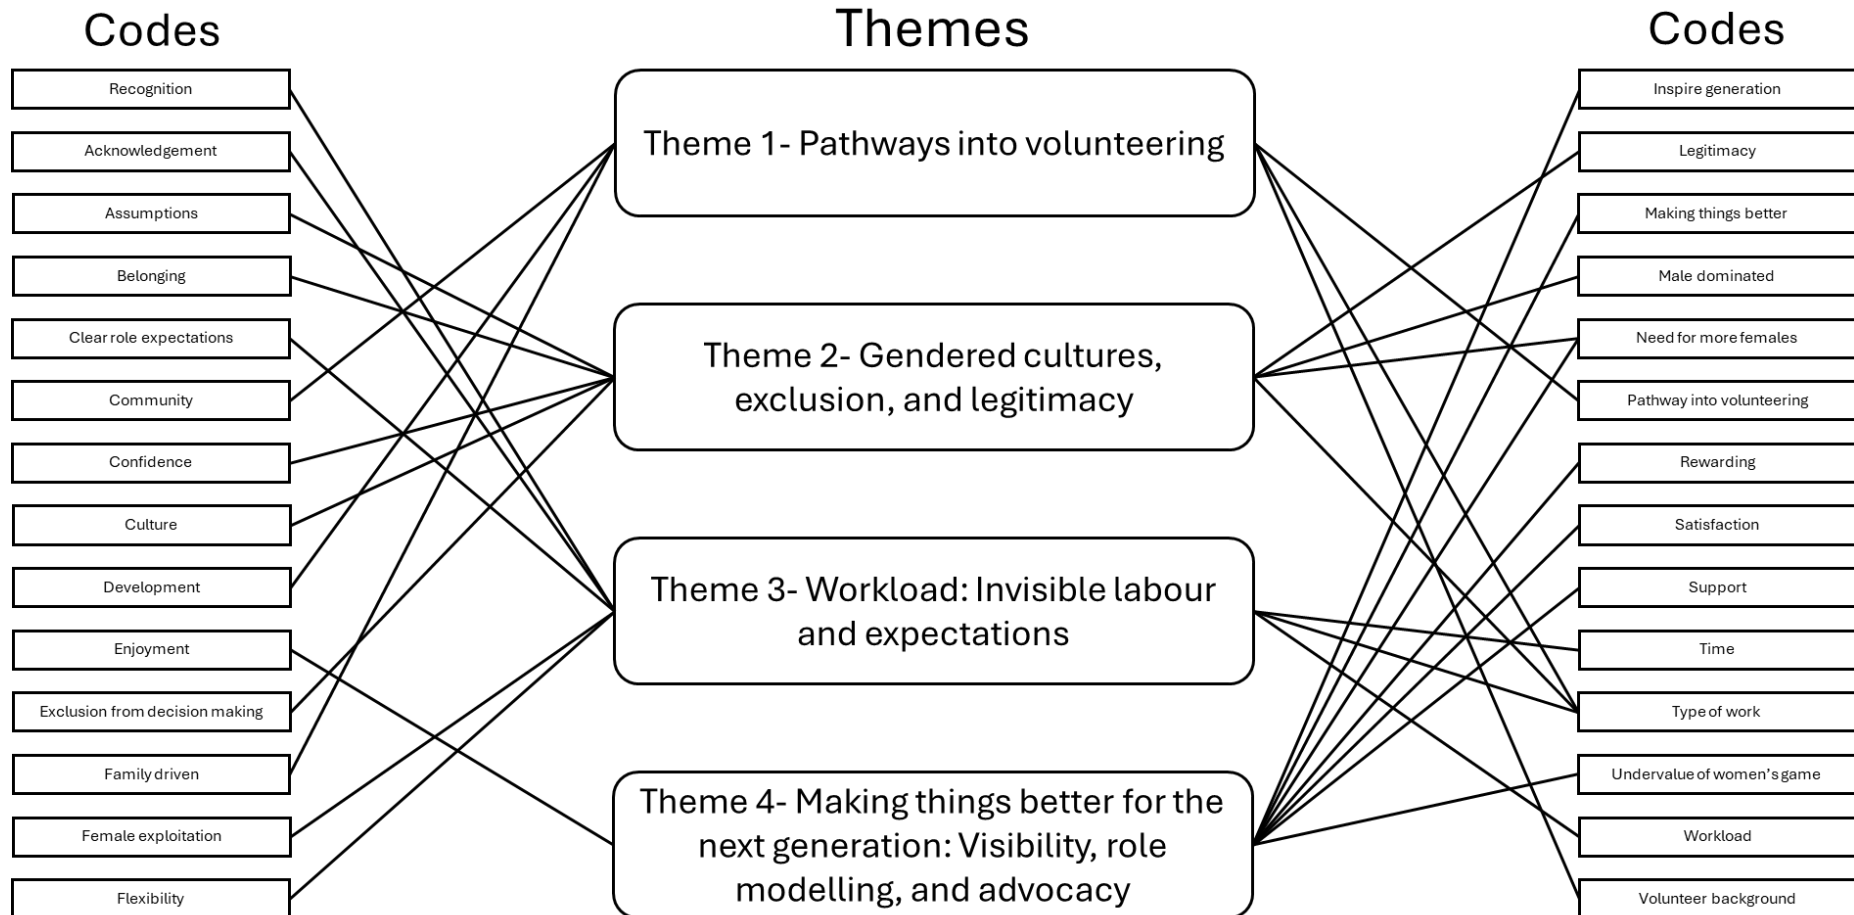 Codes
Recognition
Acknowledgement
Assumptions
Belonging
Clear role expectations
Community
Confidence
Culture
Development
Enjoyment
Exclusion from decision making
Family driven
Female exploitation
Flexibility
Themes
Theme 1- Pathways into volunteering
Theme 2- Gendered cultures,
exclusion, and legitimacy
Theme 3- Workload: Invisible labour
and expectations
Theme 4- Making things better for the
next generation: Visibility, role
modelling, and advocacy
Codes
Inspire generation
Legitimacy
Making things better
Male dominated
Need for more females
Pathway into volunteering
Rewarding
Satisfaction
Support
Time
Type of work
Undervalue of women’s game
Workload
Volunteer background